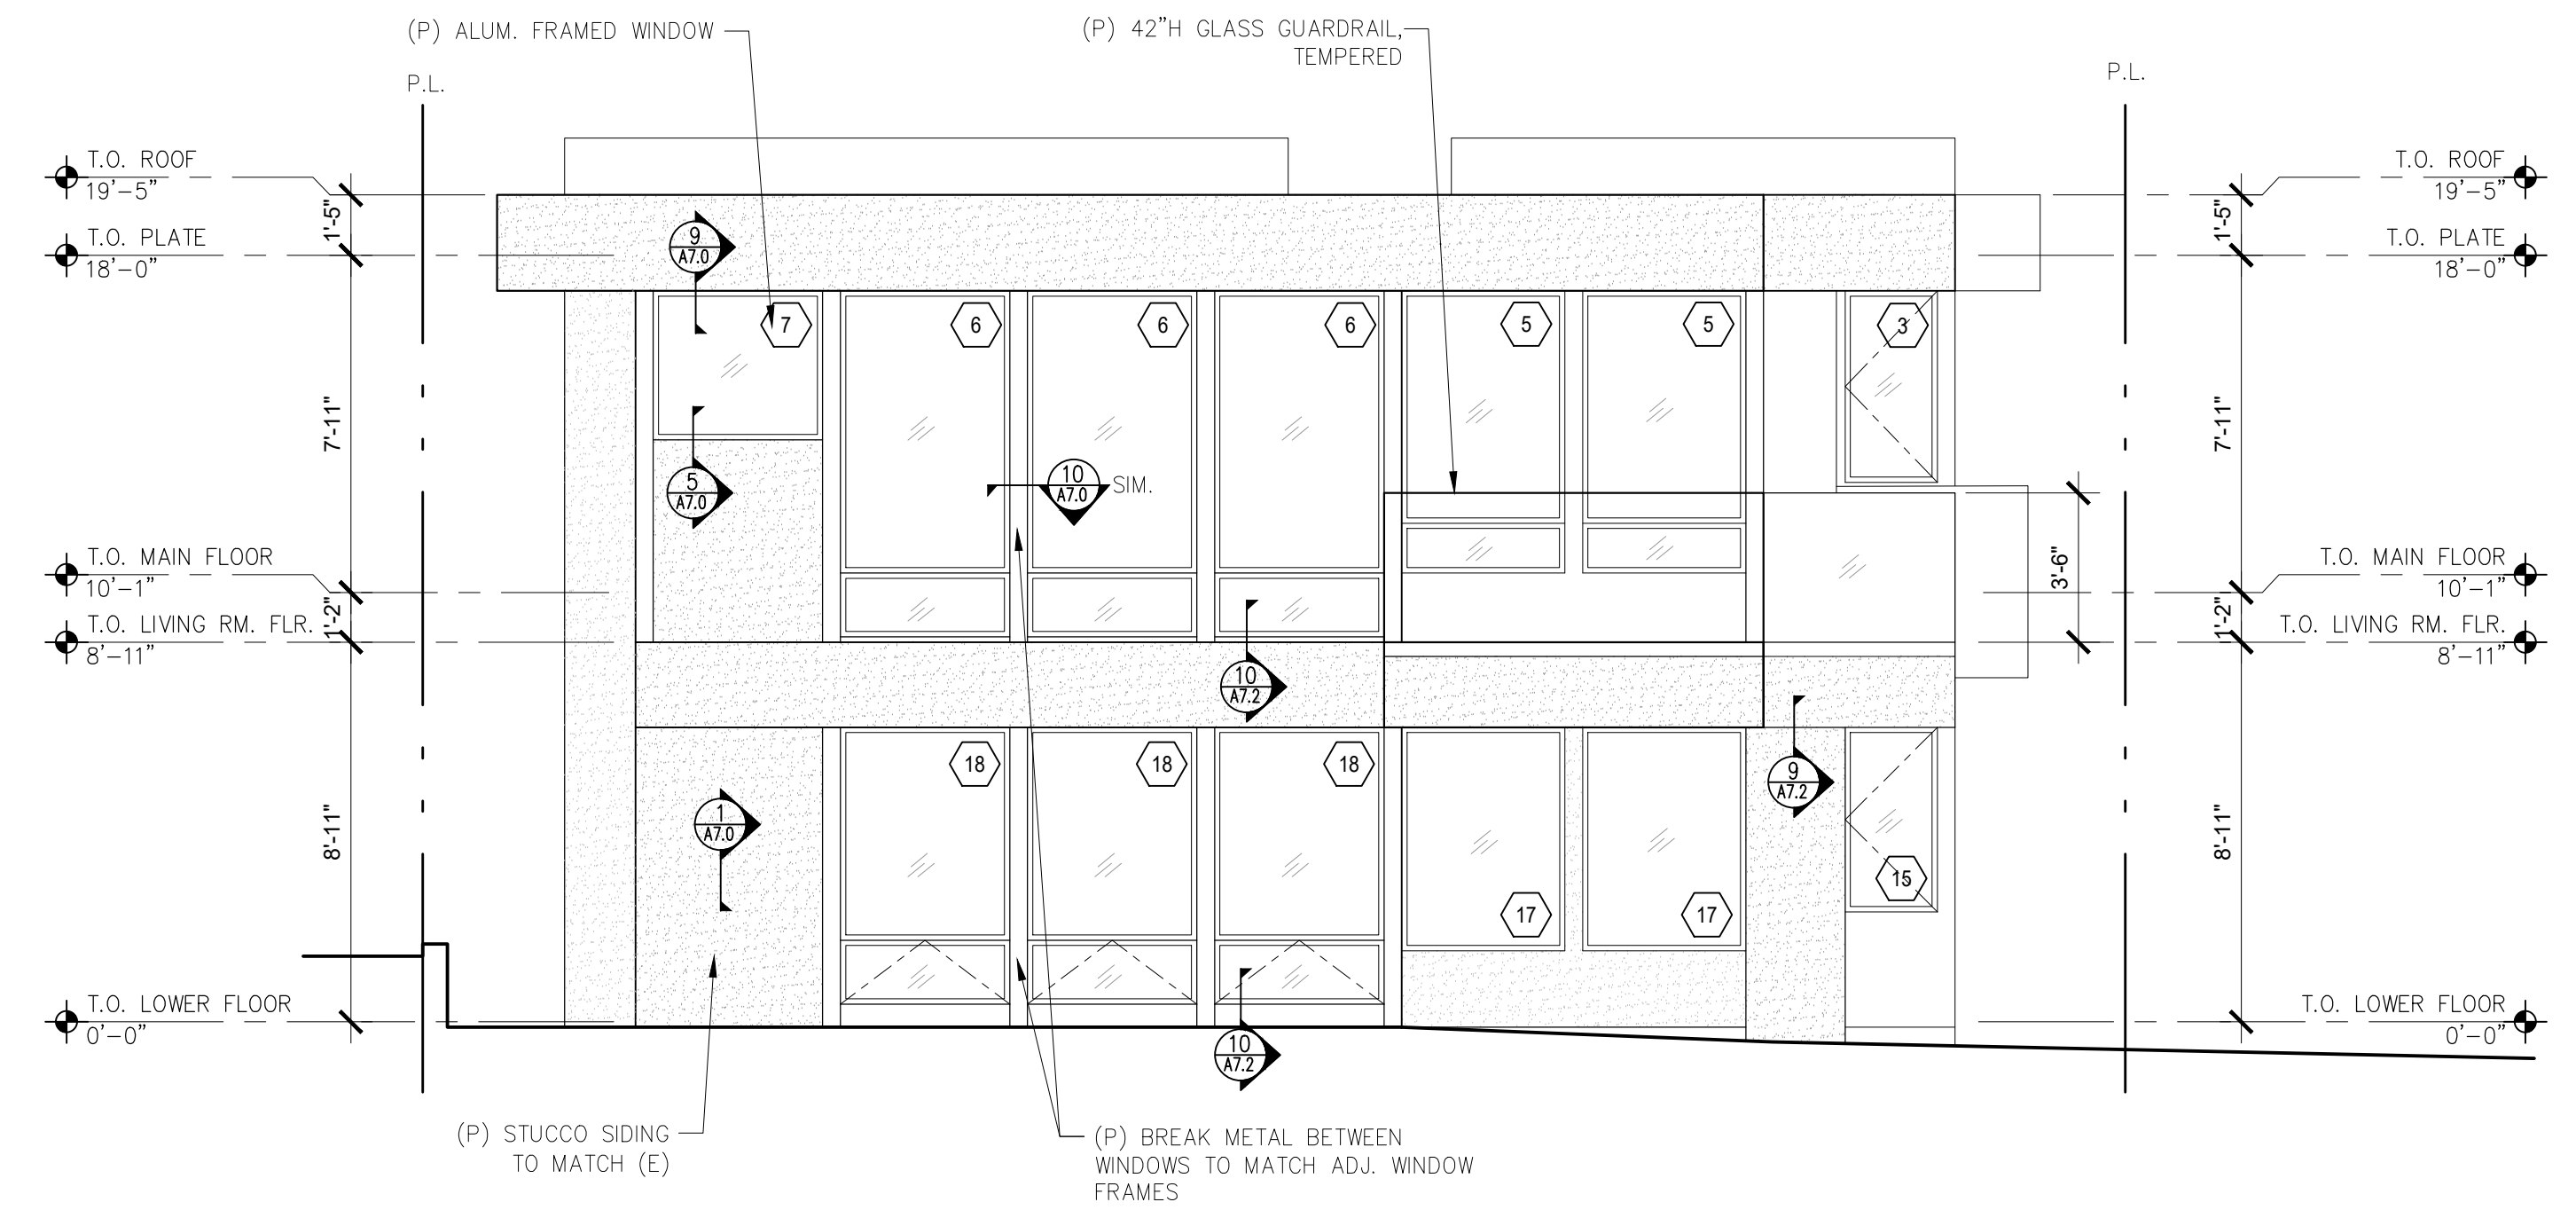 (P) ALUM. FRAMED WINDOW
(P) 42"H GLASS GUARDRAIL,
TEMPERED
P.L.
P.L.
T.O. ROOF
19'-5"
1'-5"
T.O. PLATE
18'-0"
7'-11"
T.O. MAIN FLOOR
10'-1"
1'-2"
T.O. LIVING RM. FLR.
8'-11"
8'-11"
T.O. LOWER FLOOR
0'-0"
9
A7.0
7
6
6
6
5
5
3
5
A7.0
10
A7.0
SIM.
10
A7.2
18
18
18
9
A7.2
1
A7.0
15
17
17
10
A7.2
T.O. ROOF
19'-5"
1'-5"
T.O. PLATE
18'-0"
7'-11"
3'-6"
T.O. MAIN FLOOR
10'-1"
1'-2"
T.O. LIVING RM. FLR.
8'-11"
8'-11"
T.O. LOWER FLOOR
0'-0"
(P) STUCCO SIDING
TO MATCH (E)
(P) BREAK METAL BETWEEN
WINDOWS TO MATCH ADJ. WINDOW
FRAMES